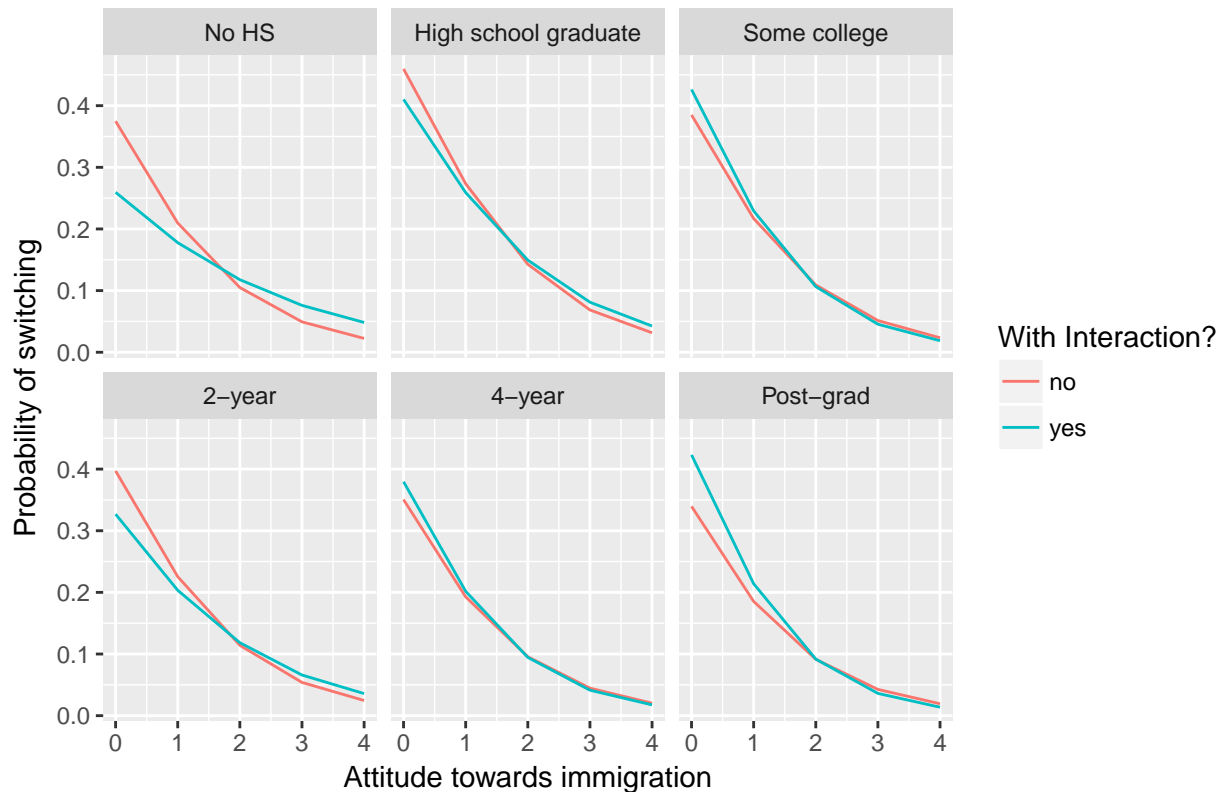 No HS
High school graduate
Some college
0.4
0.3
0.2
0.1
0.0
2−year
4−year
Post−grad
0.4
0.3
0.2
0.1
0.0
0 1 2 3 4
0 1 2 3 4
0 1 2 3 4
Attitude towards immigration
Probability of switching
With Interaction?
no
yes